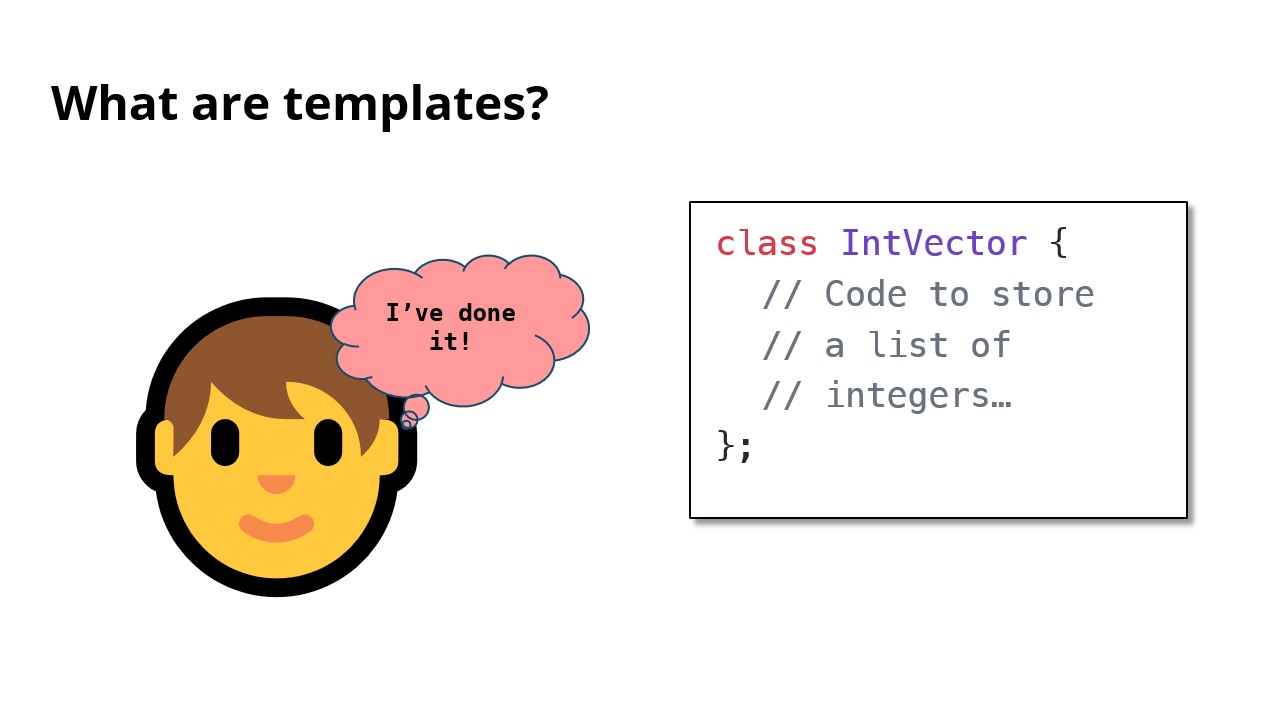 What are templates?
I’ve done
it!
class IntVector {
// Code to store
// a list of
// integers…
};